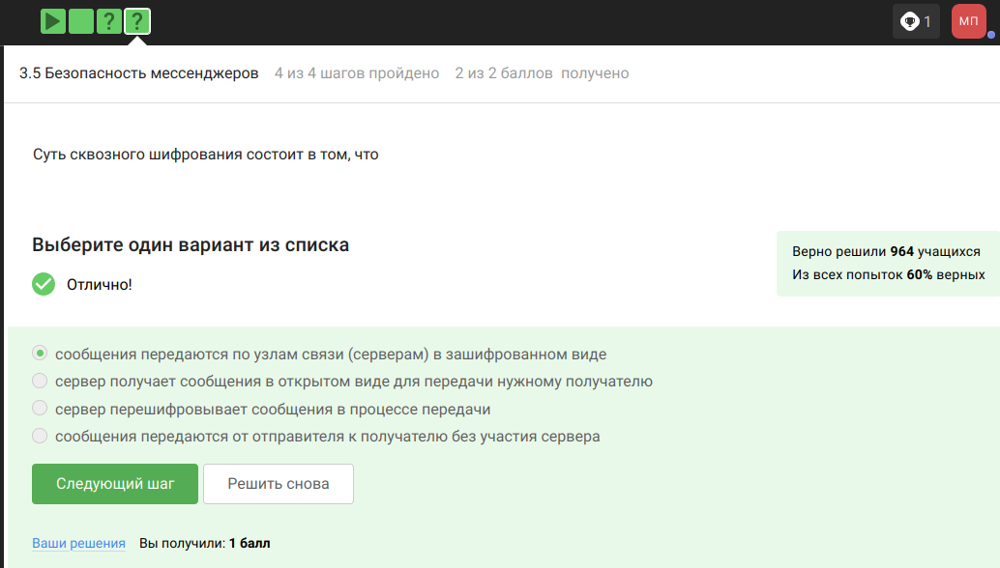 ? ?
1
МП
3.5 Безопасность мессенджеров 4 из 4 шагов пройдено 2 из 2 баллов получено
Суть сквозного шифрования состоит в том, что
Выберите один вариант из списка
Верно решили 964 учащихся
Из всех попыток 60% верных
Отлично!
сообщения передаются по узлам связи (серверам) в зашифрованном виде
сервер получает сообщения в открытом виде для передачи нужному получателю
сервер перешифровывает сообщения в процессе передачи
сообщения передаются от отправителя к получателю без участия сервера
Следующий шаг Решить снова
Ваши решения Вы получили: 1 балл